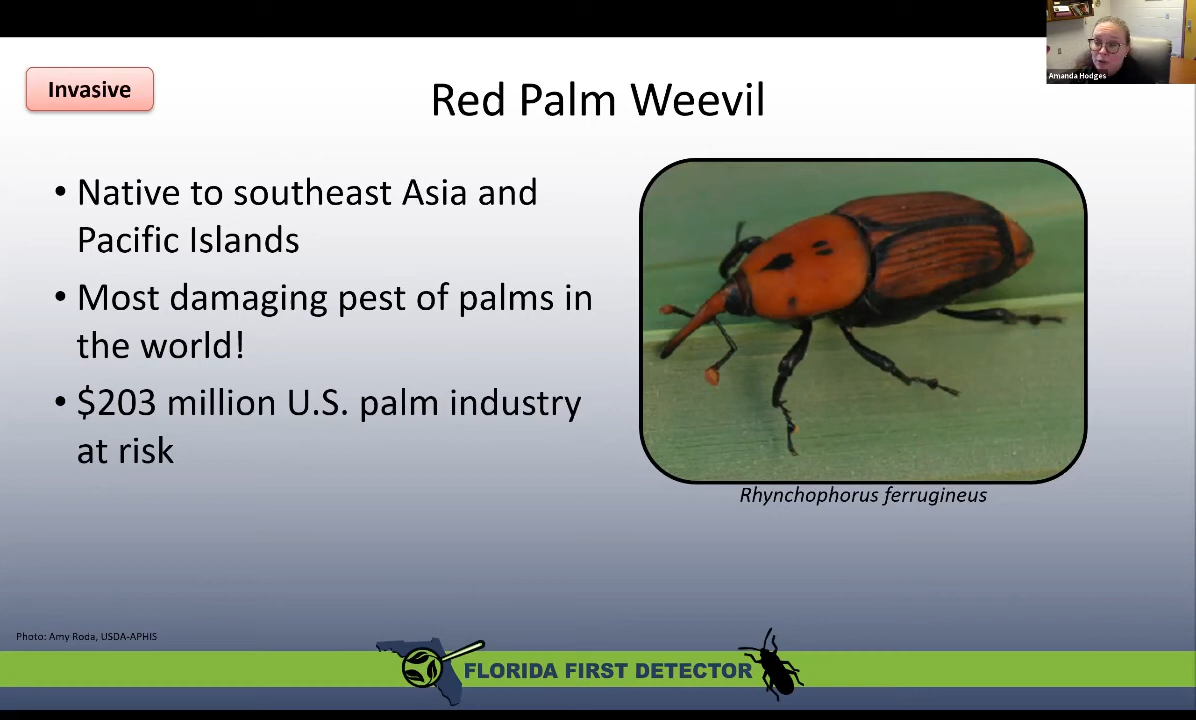 Amanda Hodges
Invasive
Red Palm Weevil
• Native to southeast Asia and
Pacific Islands
• Most damaging pest of palms in
the world!
• $203 million U.S. palm industry
at risk
Rhynchophorus ferrugineus
Photo: Amy Roda, USDA-APHIS
FLORIDA FIRST DETECTOR